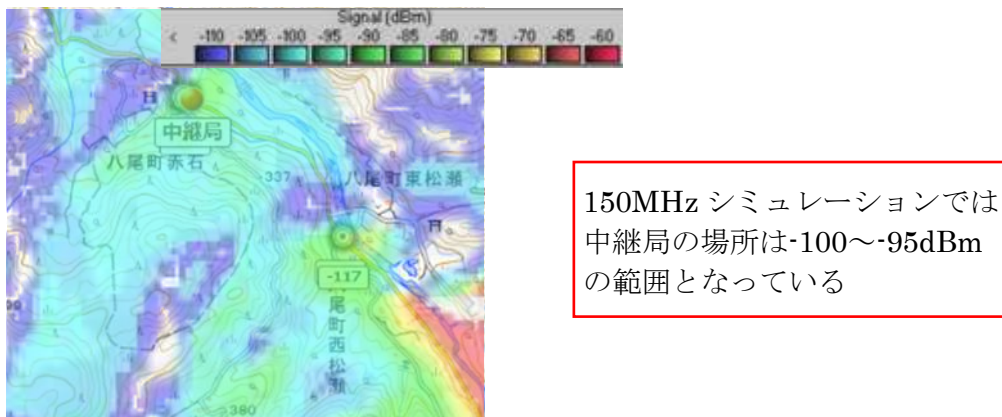 Signal (dBm)
< -110 -105 -100 -95 -90 -85 -80 -75 -70 -65 -60
中継局
八尾町赤石
337
八尾町東松瀬
-117
八尾町西松瀬
380
150MHz シミュレーションでは
中継局の場所は-100～-95dBm
の範囲となっている